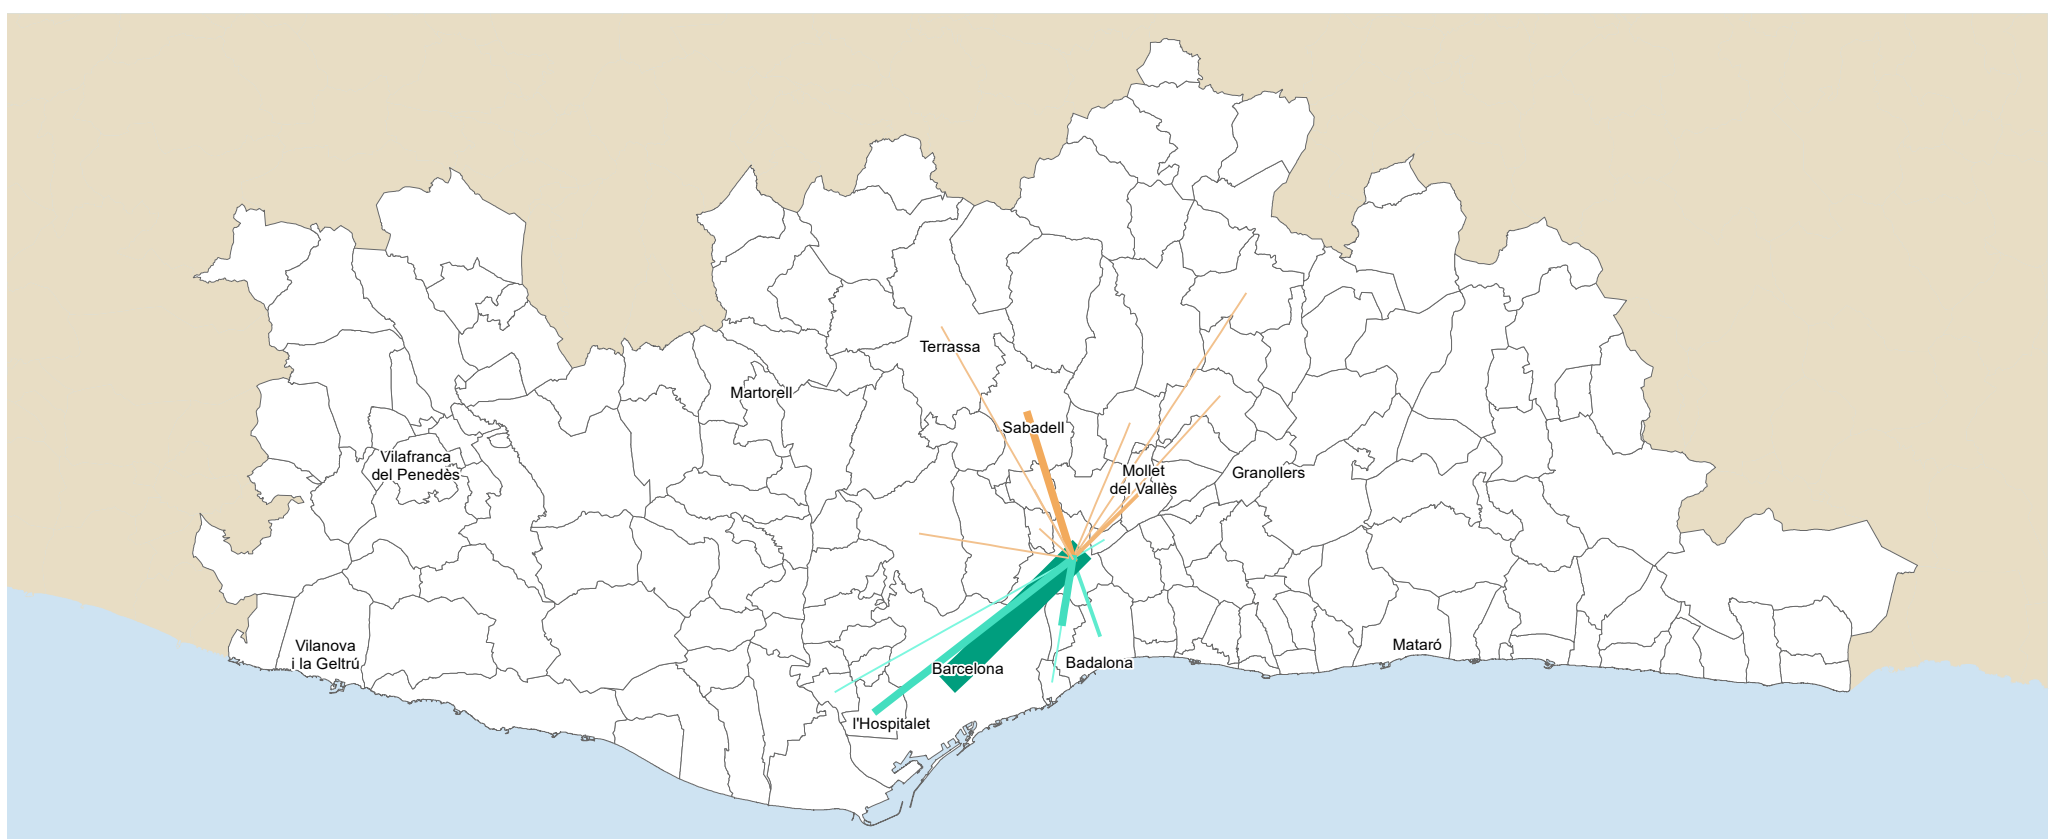 Terrassa
Martorell
Sabadell
Vilafranca
del Penedès
Mollet
del Vallès
Granollers
Vilanova
i la Geltrú
Barcelona
Badalona
Mataró
l'Hospitalet